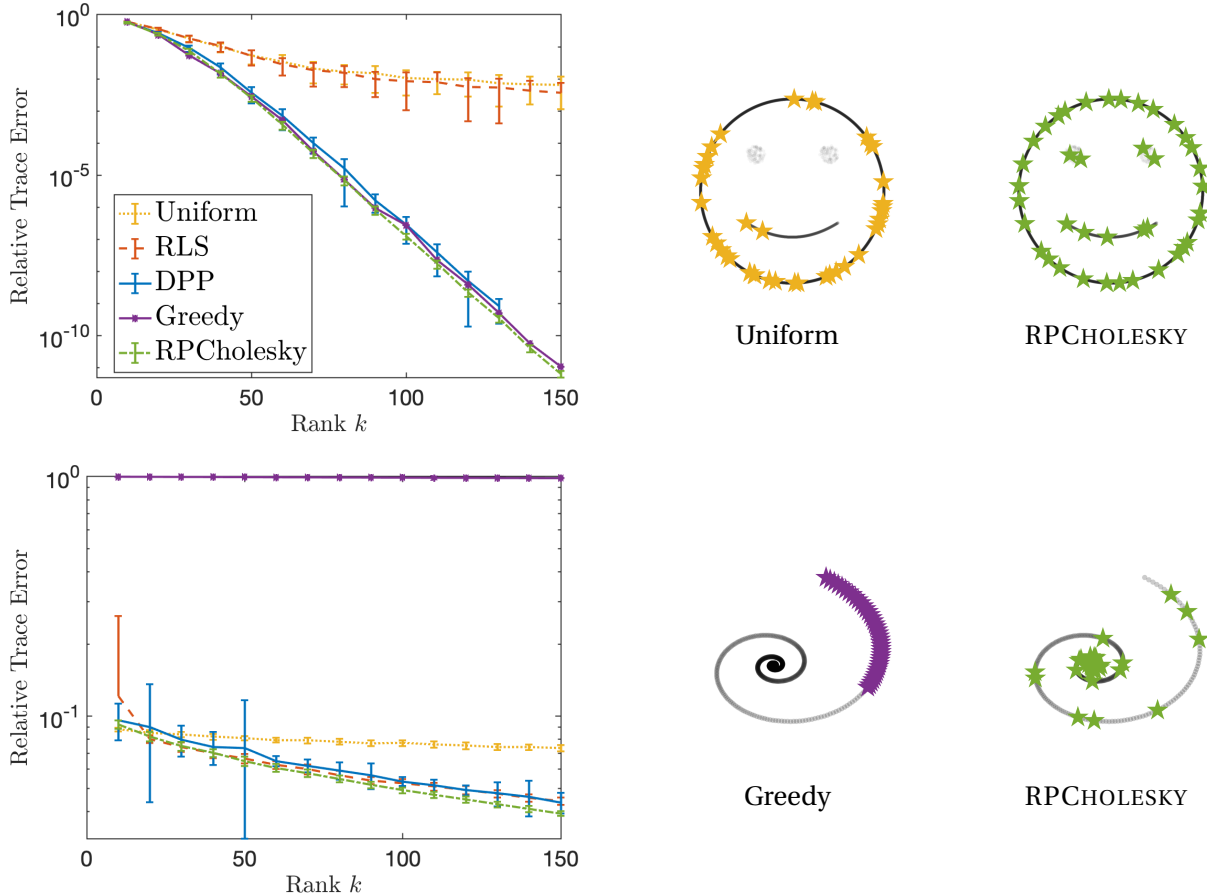 10^0
10^-5
10^-10
Relative Trace Error
Uniform
RLS
DPP
Greedy
RPCholesky
0 50 100 150
Rank k
Uniform
RPCHOLESKY
10^0
10^-1
Relative Trace Error
0 50 100 150
Rank k
Greedy
RPCHOLESKY